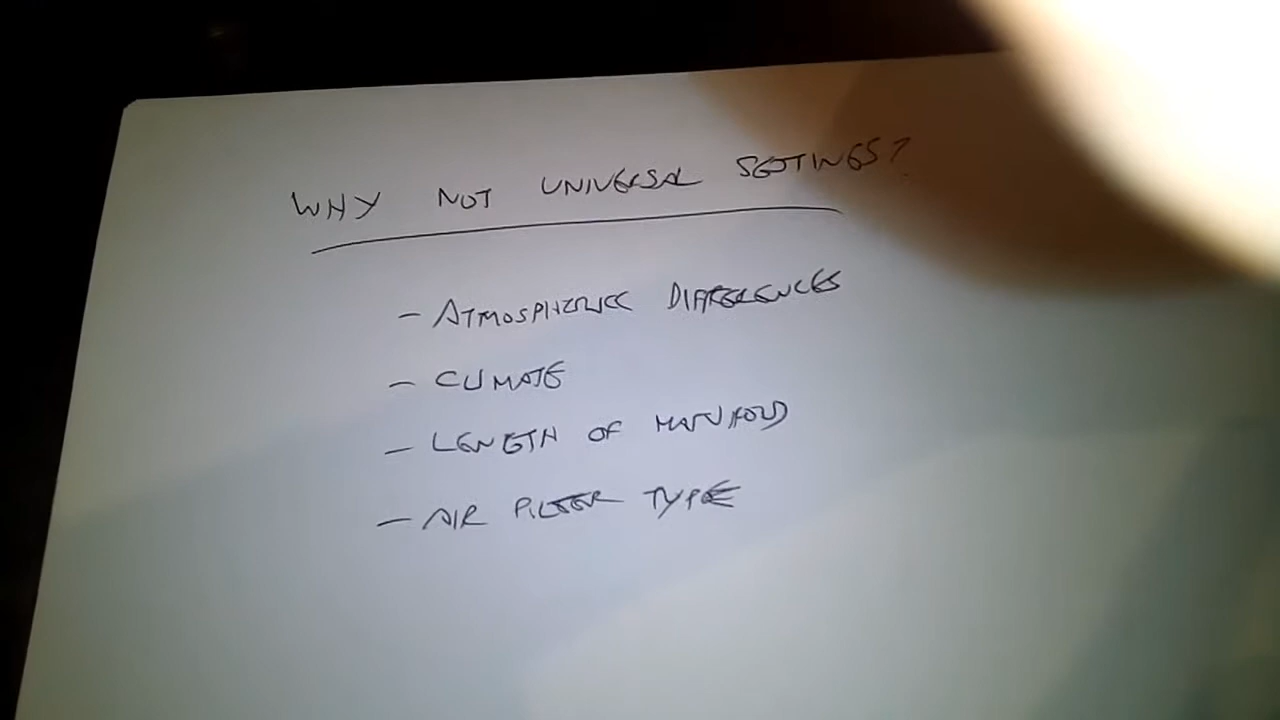 WHY NOT UNIVERSAL SETTINGS?
- ATMOSPHERIC DIFFERENCES
- CLIMATE
- LENGTH OF MANIFOLD
- AIR FILTER TYPE